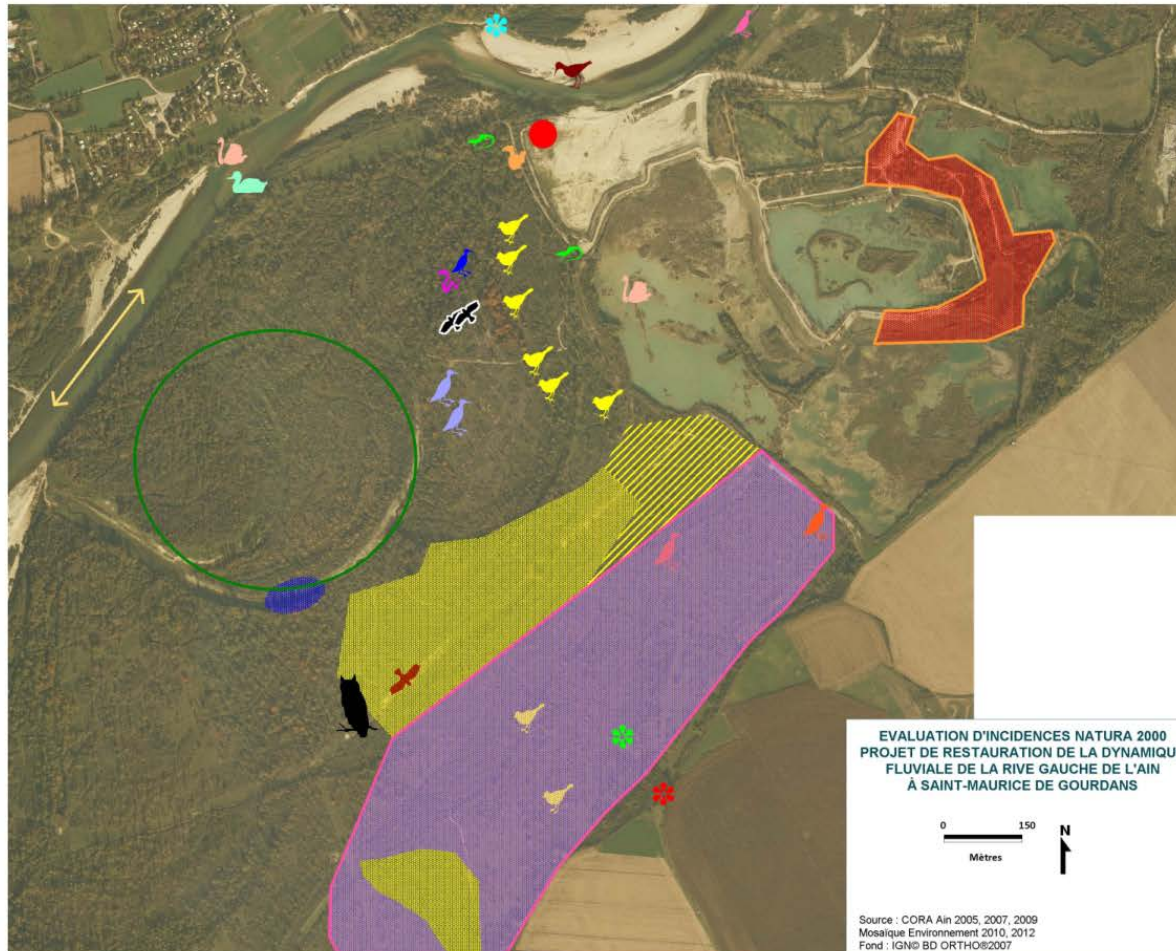 EVALUATION D'INCIDENCES NATURA 2000
PROJET DE RESTAURATION DE LA DYNAMIQU
FLUVIALE DE LA RIVE GAUCHE DE L'AIN
À SAINT-MAURICE DE GOURDANS
0 150 N
Mètres
Source : CORA Ain 2005, 2007, 2009
Mosaïque Environnement 2010, 2012
Fond : IGN© BD ORTHO®2007